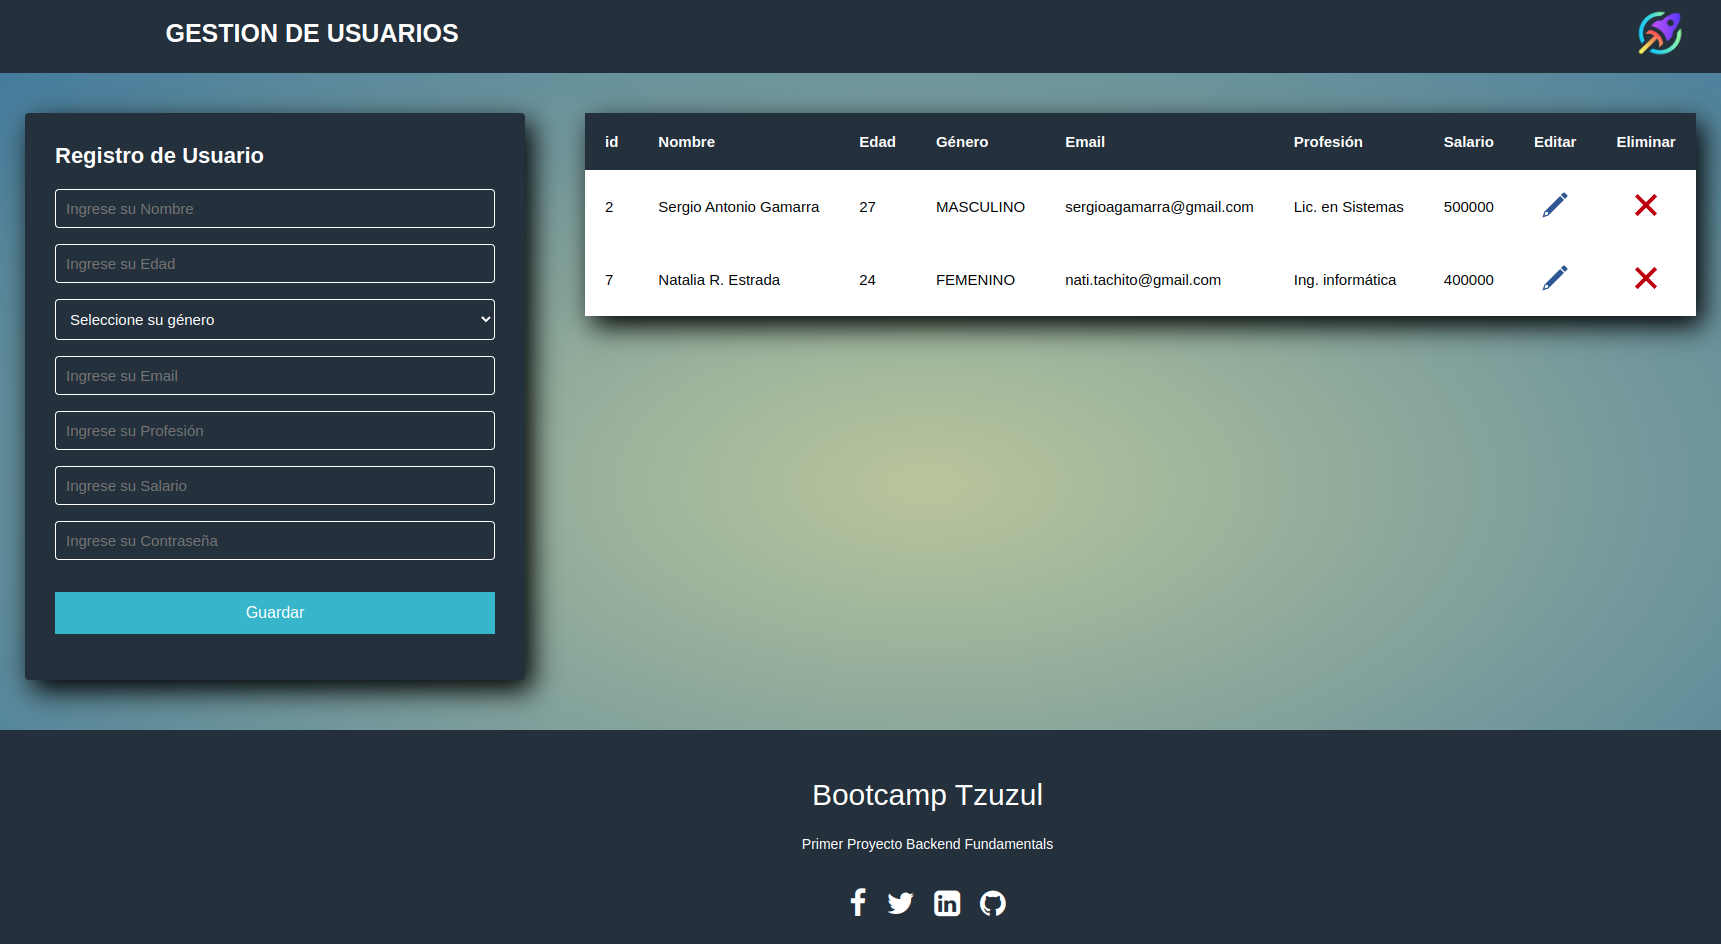 GESTION DE USUARIOS
Registro de Usuario
Ingrese su Nombre
Ingrese su Edad
Seleccione su género
Ingrese su Email
Ingrese su Profesión
Ingrese su Salario
Ingrese su Contraseña
Guardar
id Nombre Edad Género Email Profesión Salario Editar Eliminar
2 Sergio Antonio Gamarra 27 MASCULINO sergioagamarra@gmail.com Lic. en Sistemas 500000
7 Natalia R. Estrada 24 FEMENINO nati.tachito@gmail.com Ing. informática 400000
Bootcamp Tzuzul
Primer Proyecto Backend Fundamentals